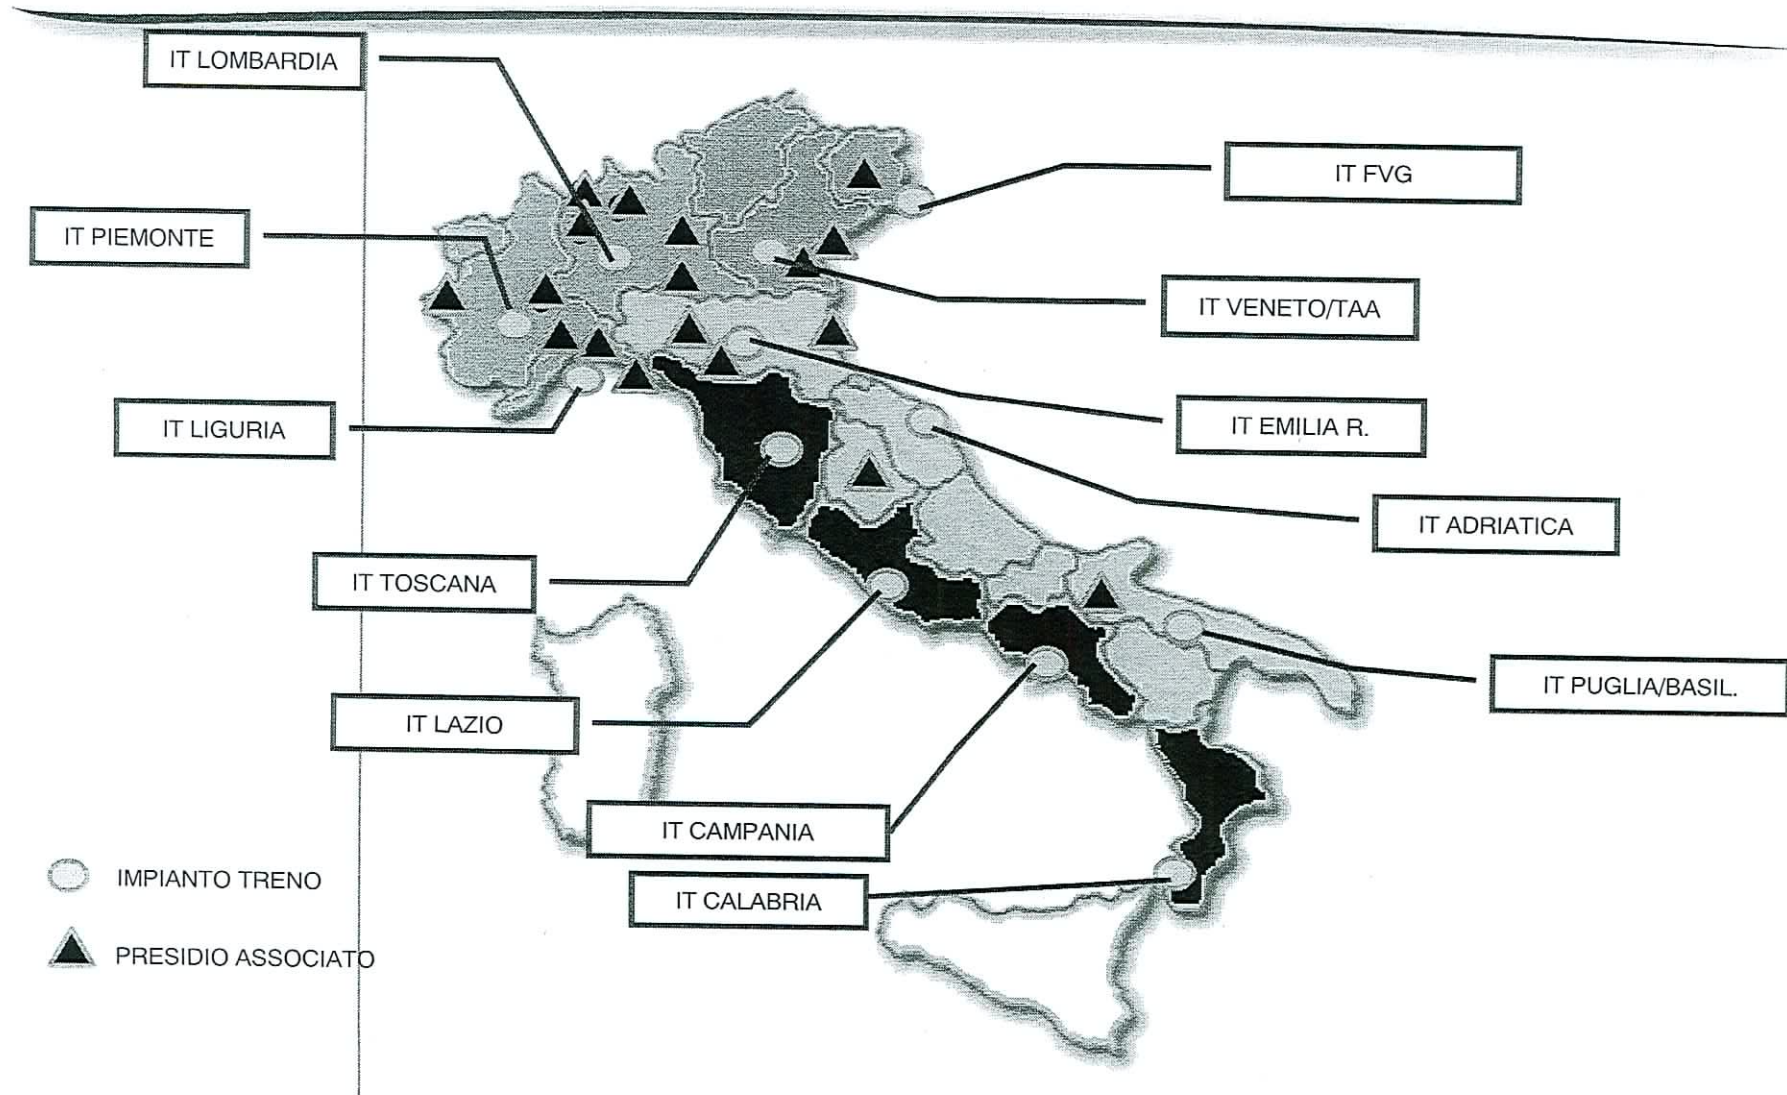 IT LOMBARDIA
IT FVG
IT PIEMONTE
IT VENETO/TAA
IT LIGURIA
IT EMILIA R.
IT ADRIATICA
IT TOSCANA
IT PUGLIA/BASIL.
IT LAZIO
IT CAMPANIA
IT CALABRIA
IMPIANTO TRENO
PRESIDIO ASSOCIATO